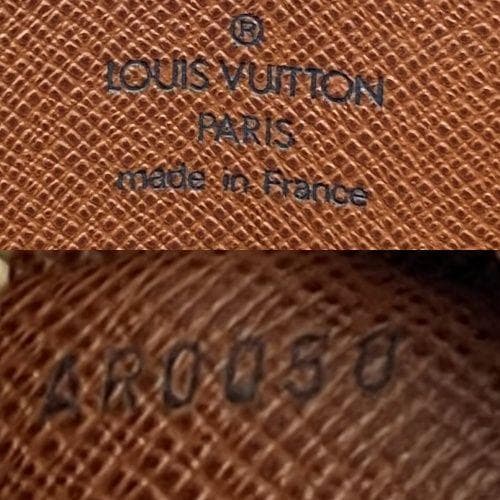 ®
LOUIS VUITTON
PARIS
made in France
AR0050